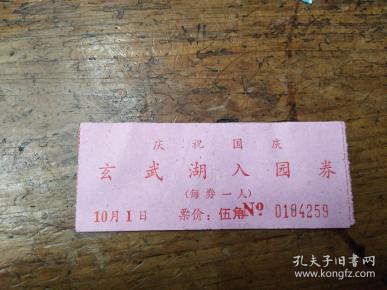 庆祝国庆
玄武湖入园券
(每券一人)
10月1日 票价:伍角 No 0184259
孔夫子旧书网
www.kongfz.com